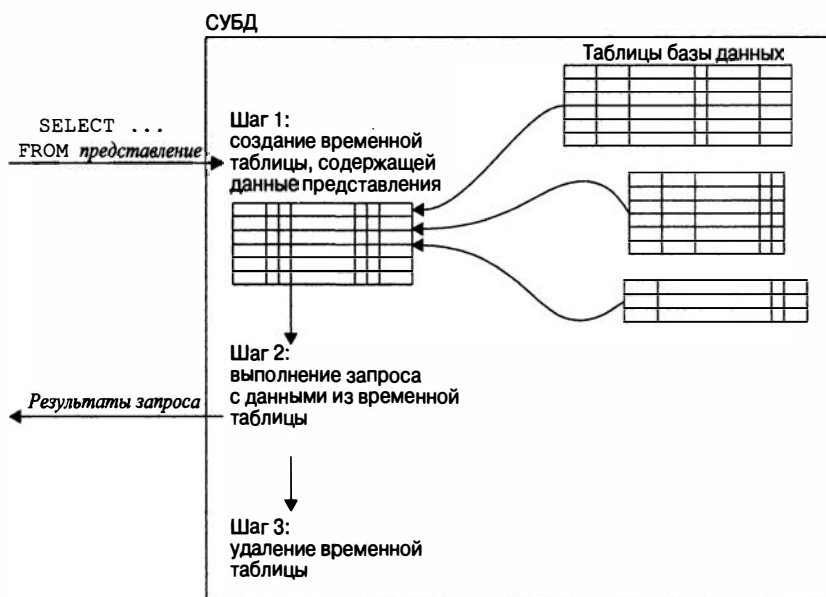 СУБД
Таблицы базы данных
SELECT ...
FROM представление
Шаг 1:
создание временной
таблицы, содержащей
данные представления
Шаг 2:
выполнение запроса
с данными из временной
таблицы
Результаты запроса
Шаг 3:
удаление временной
таблицы